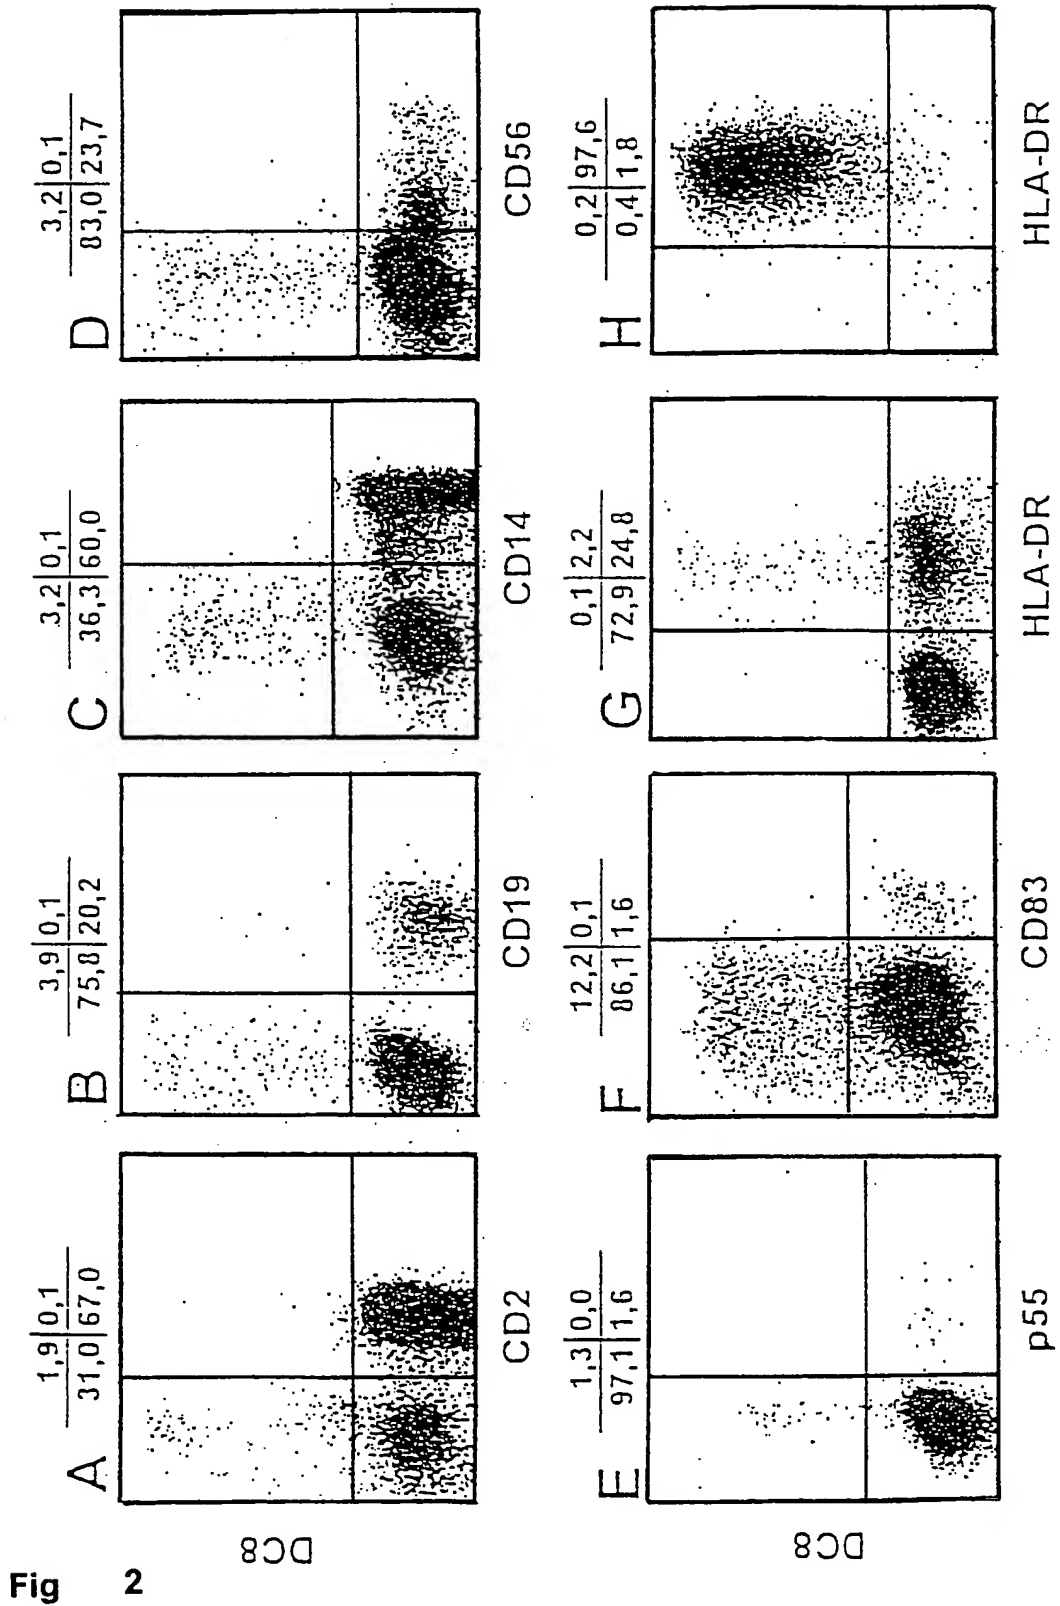 A
1,9|0,1
31,0|67,0
CD2
B
3,9|0,1
75,8|20,2
CD19
C
3,2|0,1
36,3|60,0
CD14
D
3,2|0,1
83,0|23,7
CD56
DC8
E
1,3|0,0
97,1|1,6
p55
F
12,2|0,1
86,1|1,6
CD83
G
0,1|2,2
72,9|24,8
HLA-DR
H
0,2|97,6
0,4|1,8
HLA-DR
DC8
Fig 2